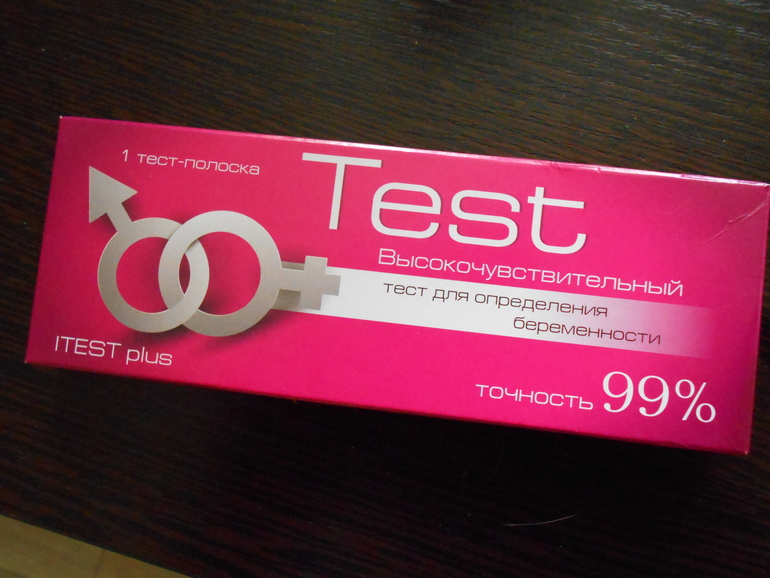 1 тест-полоска
Test
Высокочувствительный
тест для определения
беременности
ITEST plus
точность 99%